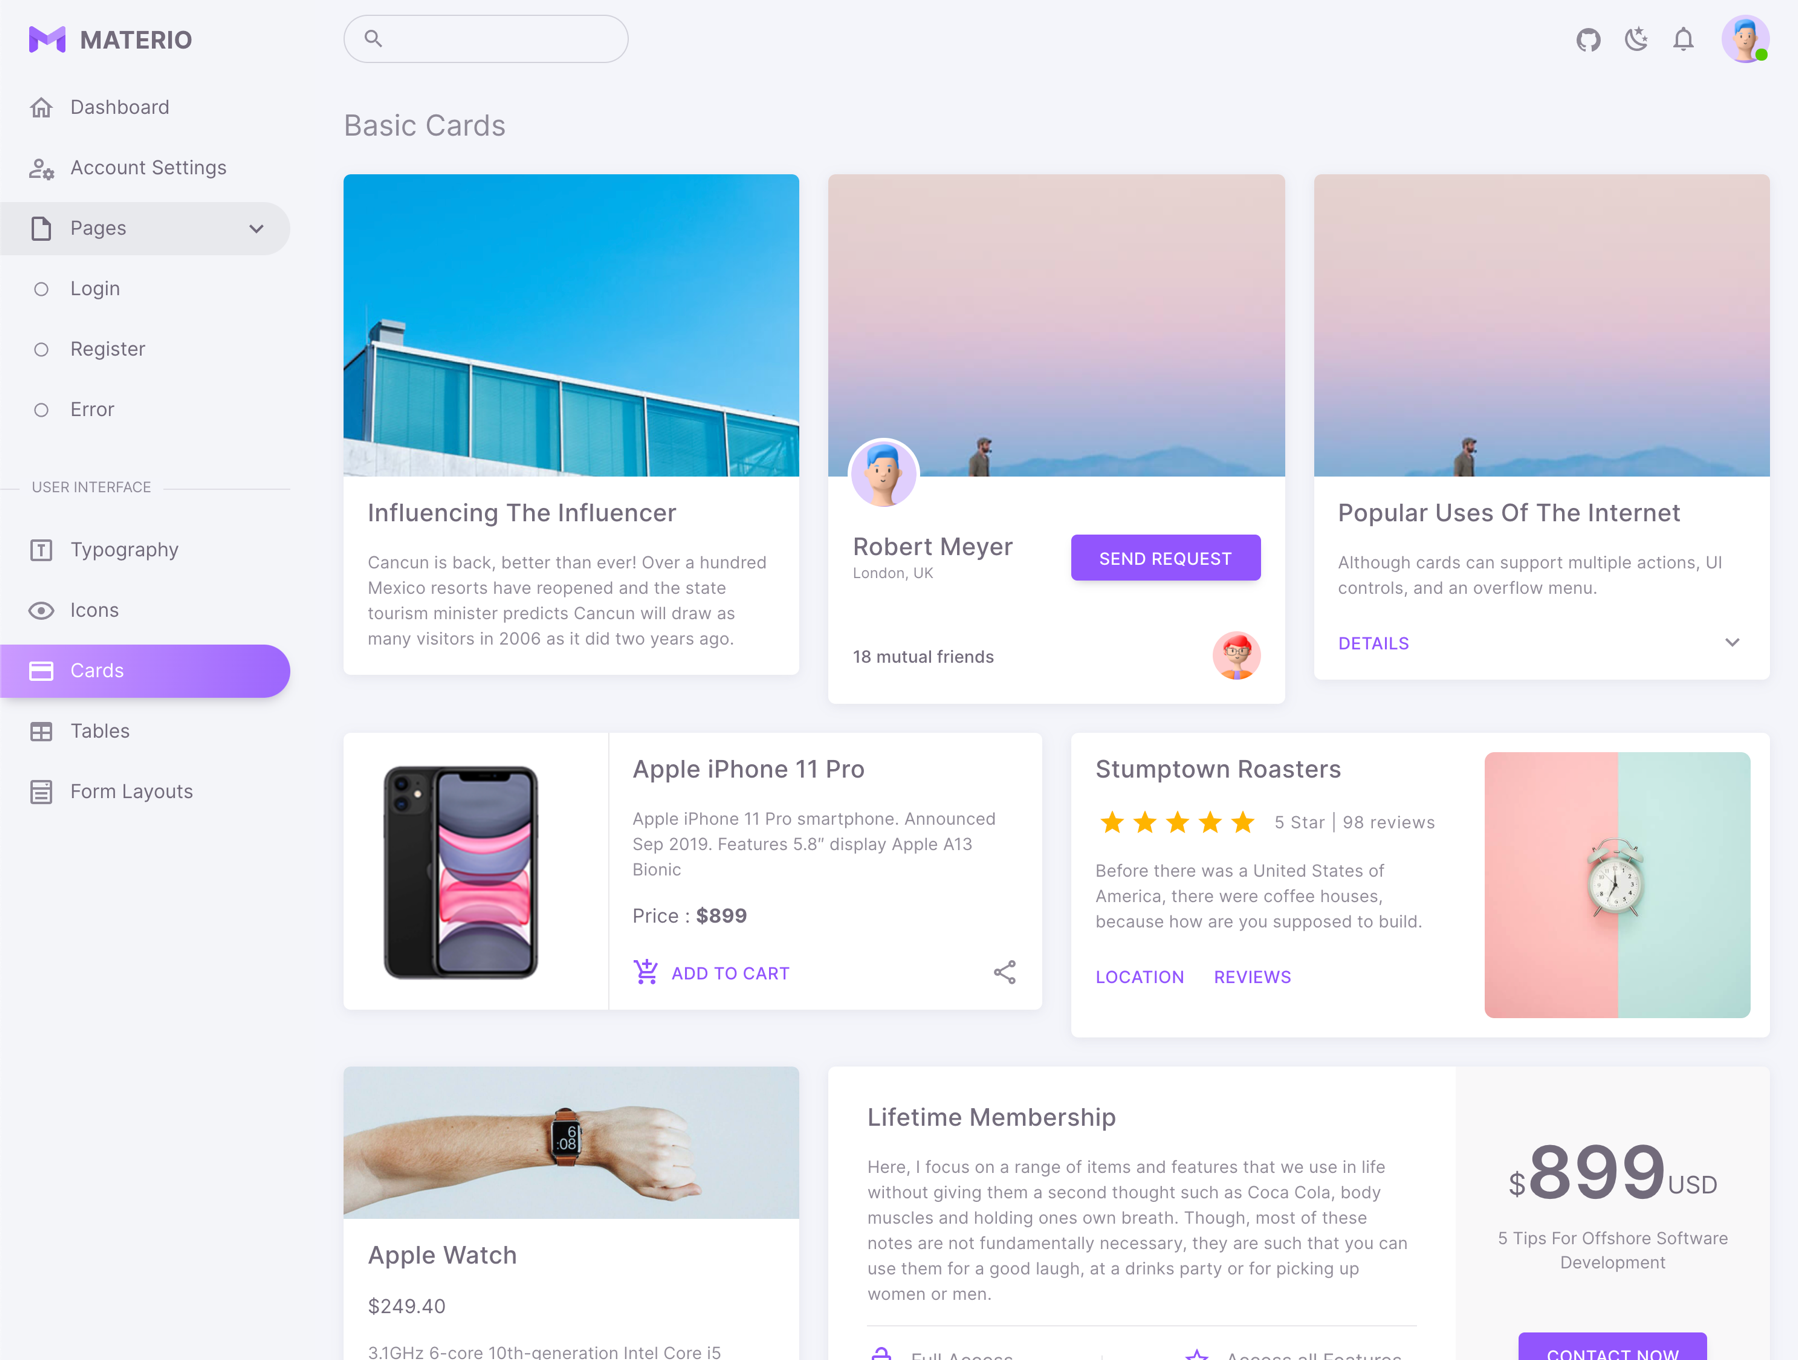 MATERIO
Dashboard
Account Settings
Pages
Login
Register
Error
USER INTERFACE
Typography
Icons
Cards
Tables
Form Layouts
Basic Cards
Influencing The Influencer
Cancun is back, better than ever! Over a hundred
Mexico resorts have reopened and the state
tourism minister predicts Cancun will draw as
many visitors in 2006 as it did two years ago.
Robert Meyer
London, UK
SEND REQUEST
18 mutual friends
Popular Uses Of The Internet
Although cards can support multiple actions, UI
controls, and an overflow menu.
DETAILS
Apple iPhone 11 Pro
Apple iPhone 11 Pro smartphone. Announced
Sep 2019. Features 5.8″ display Apple A13
Bionic
Price : $899
ADD TO CART
Stumptown Roasters
5 Star | 98 reviews
Before there was a United States of
America, there were coffee houses,
because how are you supposed to build.
LOCATION REVIEWS
6
:08
Apple Watch
$249.40
3.1GHz 6-core 10th-generation Intel Core i5
Lifetime Membership
Here, I focus on a range of items and features that we use in life
without giving them a second thought such as Coca Cola, body
muscles and holding ones own breath. Though, most of these
notes are not fundamentally necessary, they are such that you can
use them for a good laugh, at a drinks party or for picking up
women or men.
Full Access
Access all Features
$899USD
5 Tips For Offshore Software
Development
CONTACT NOW